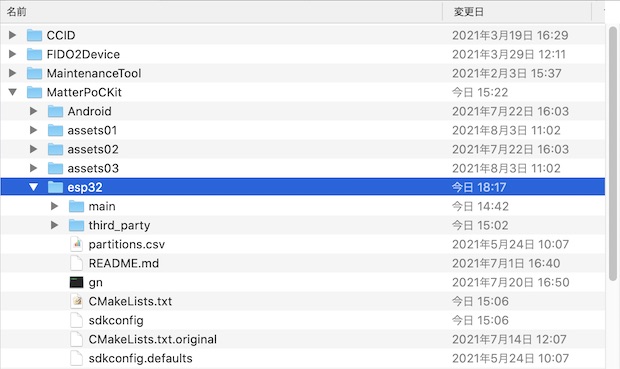 名前 変更日
CCID 2021年3月19日 16:29
FIDO2Device 2021年3月29日 12:11
MaintenanceTool 2021年2月3日 15:37
MatterPoCKit 今日 15:22
Android 2021年7月22日 16:03
assets01 2021年8月3日 11:02
assets02 2021年7月22日 16:03
assets03 2021年8月3日 11:02
esp32 今日 18:17
main 今日 14:42
third_party 今日 15:02
partitions.csv 2021年5月24日 10:07
README.md 2021年7月1日 16:40
gn 2021年7月20日 16:50
CMakeLists.txt 今日 15:06
sdkconfig 今日 15:06
CMakeLists.txt.original 2021年7月14日 12:07
sdkconfig.defaults 2021年5月24日 10:07